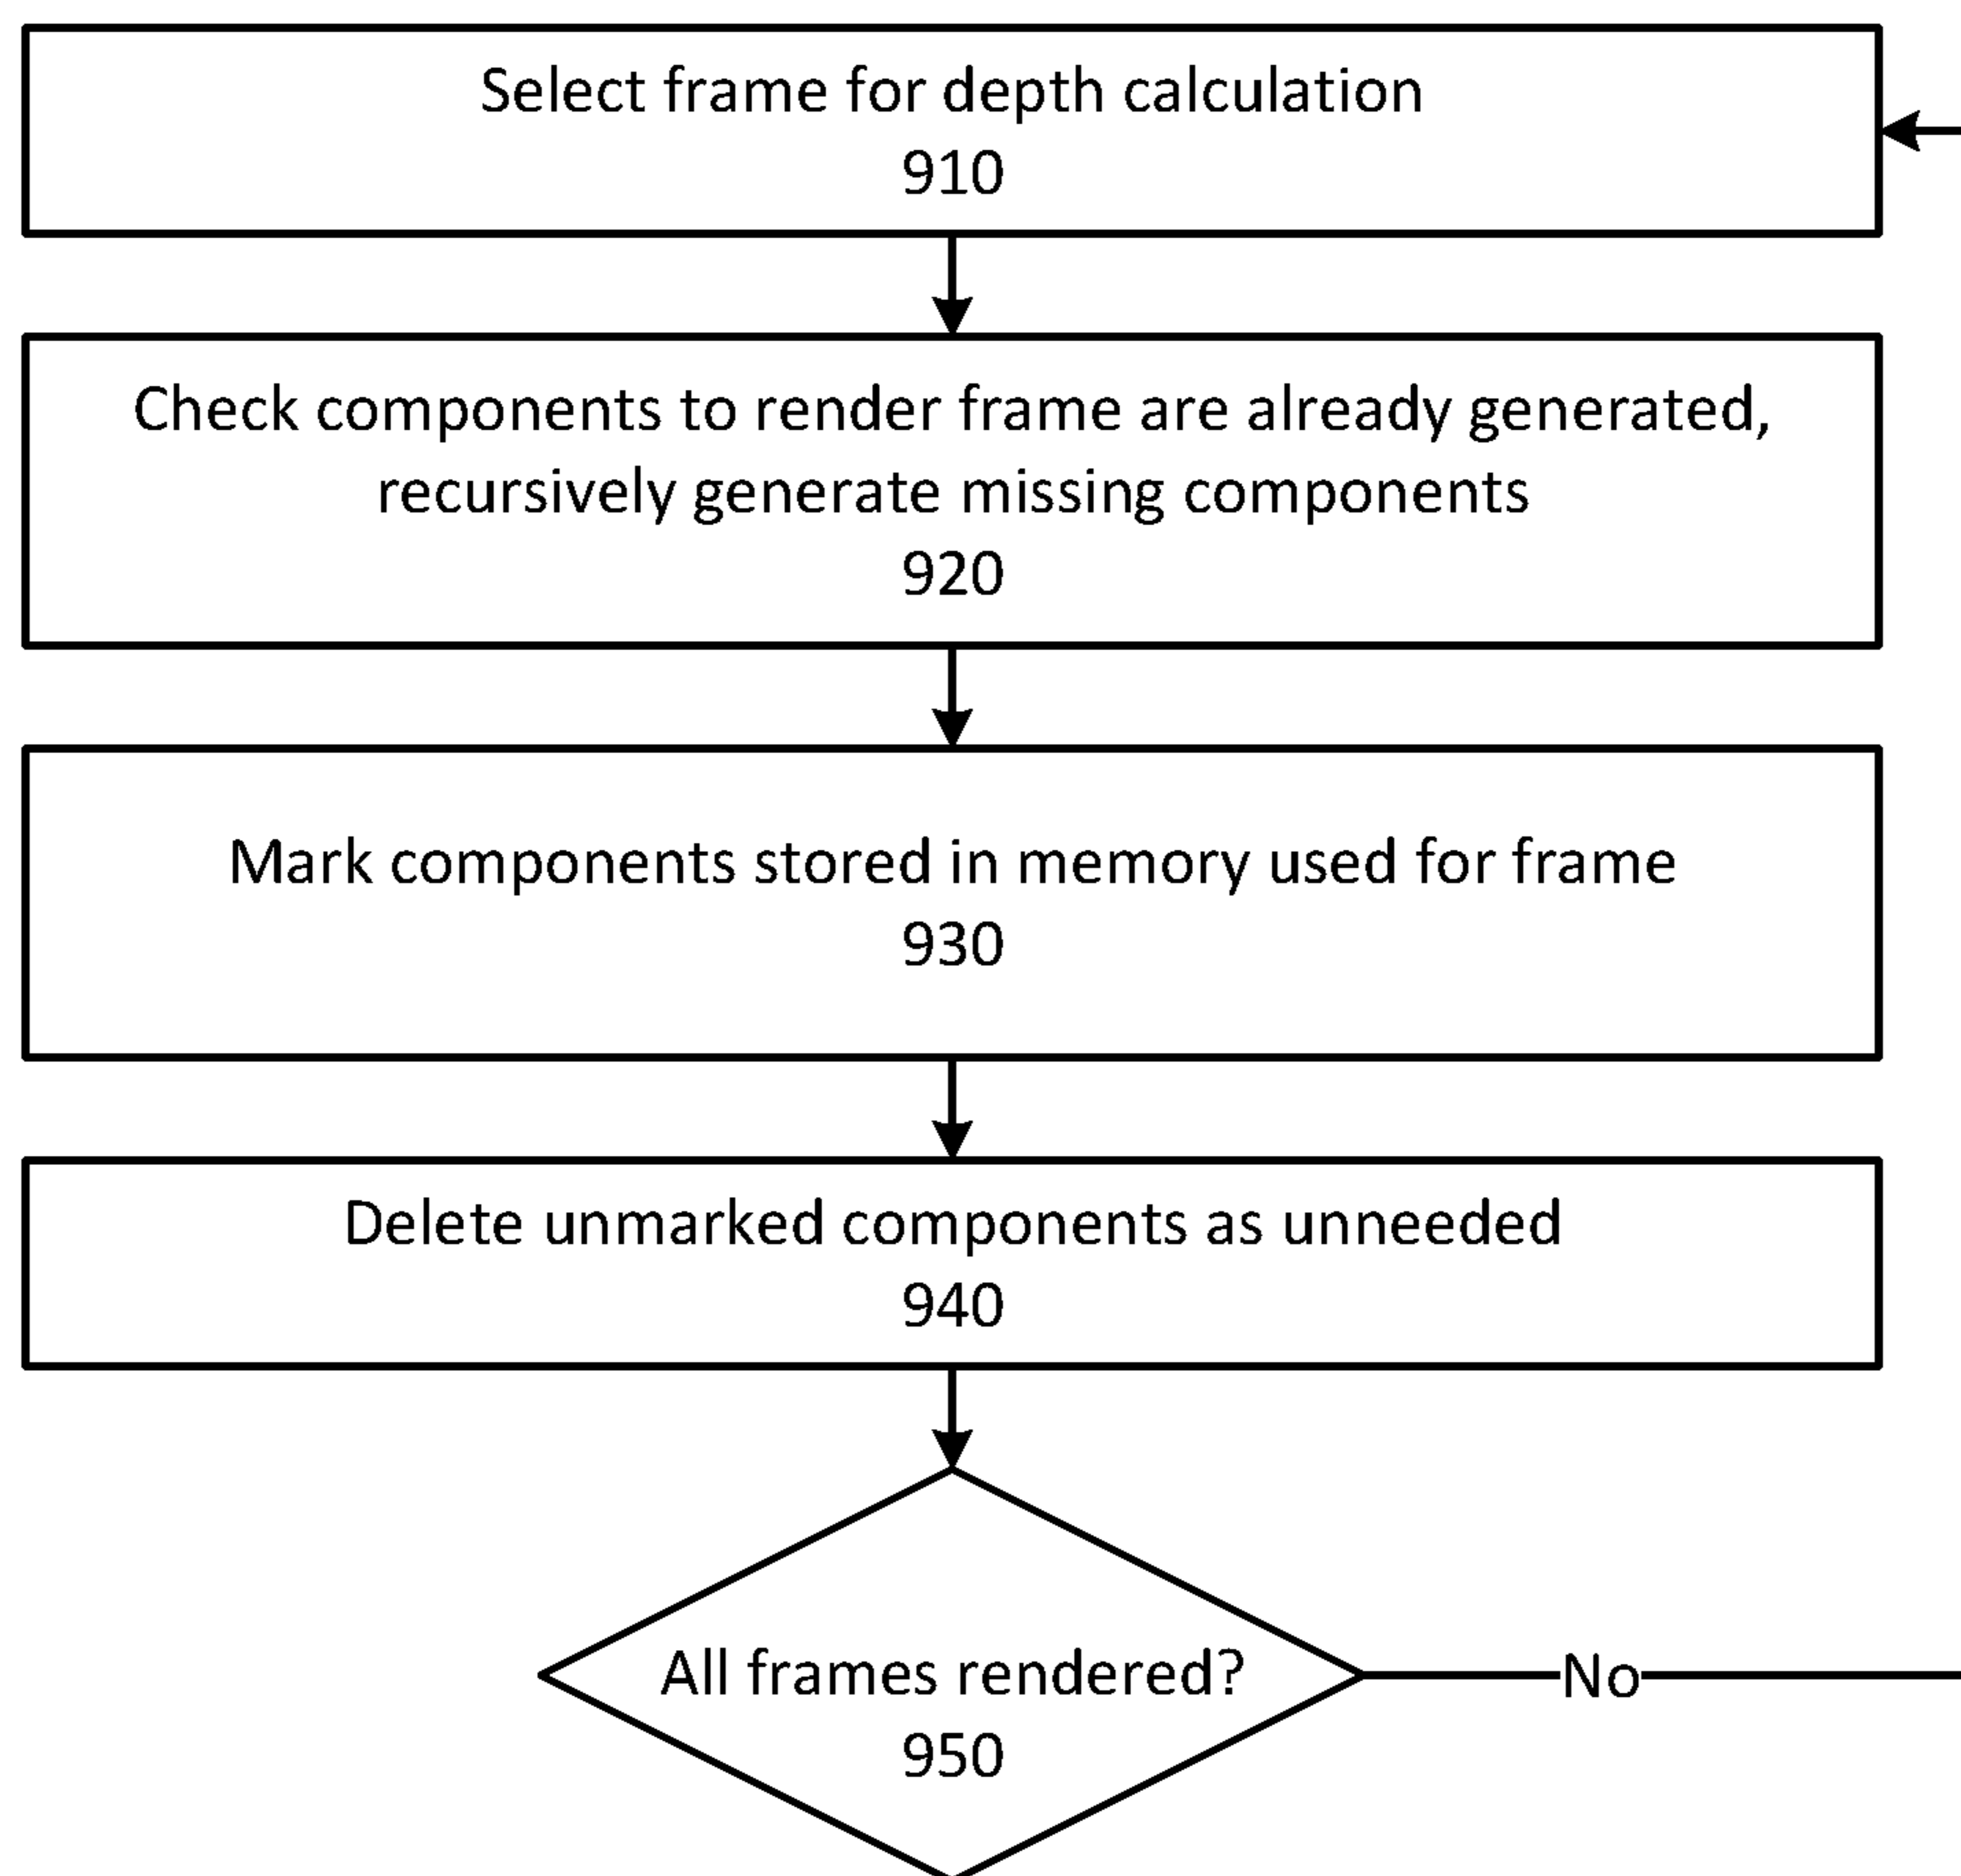 Select frame for depth calculation
910
Check components to render frame are already generated,
recursively generate missing components
920
Mark components stored in memory used for frame
930
Delete unmarked components as unneeded
940
All frames rendered?
950
No